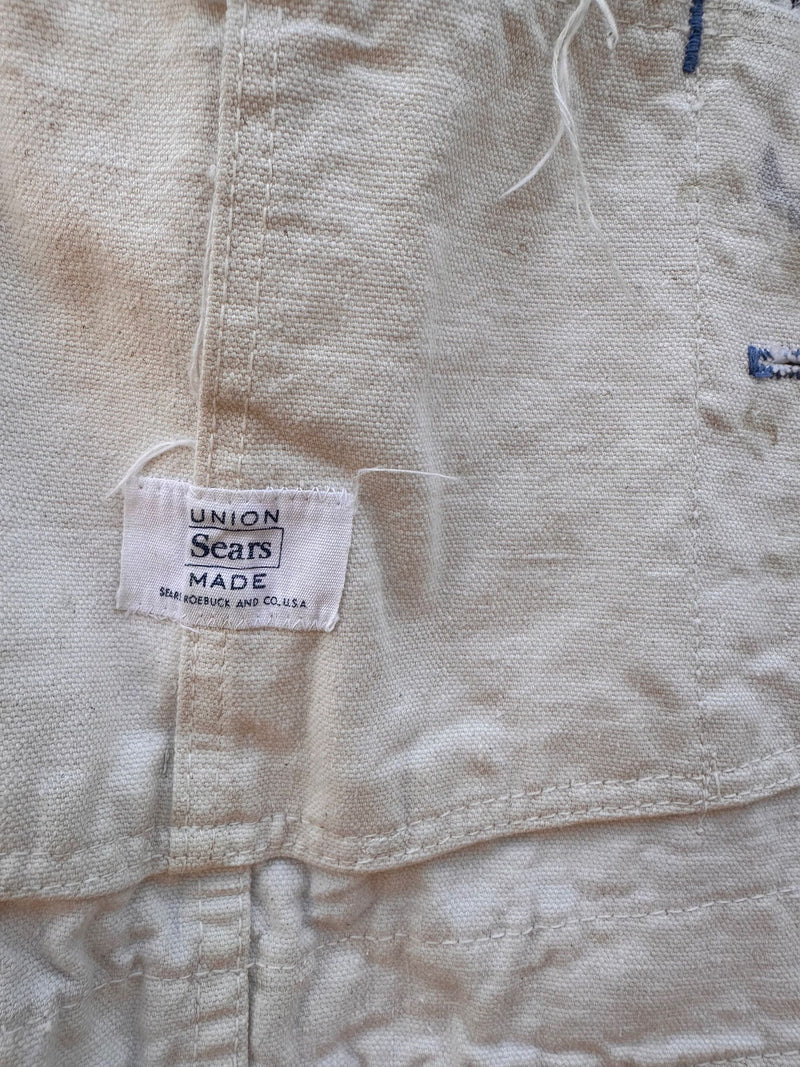 UNION
Sears
MADE
SEARS ROEBUCK AND CO. U.S.A